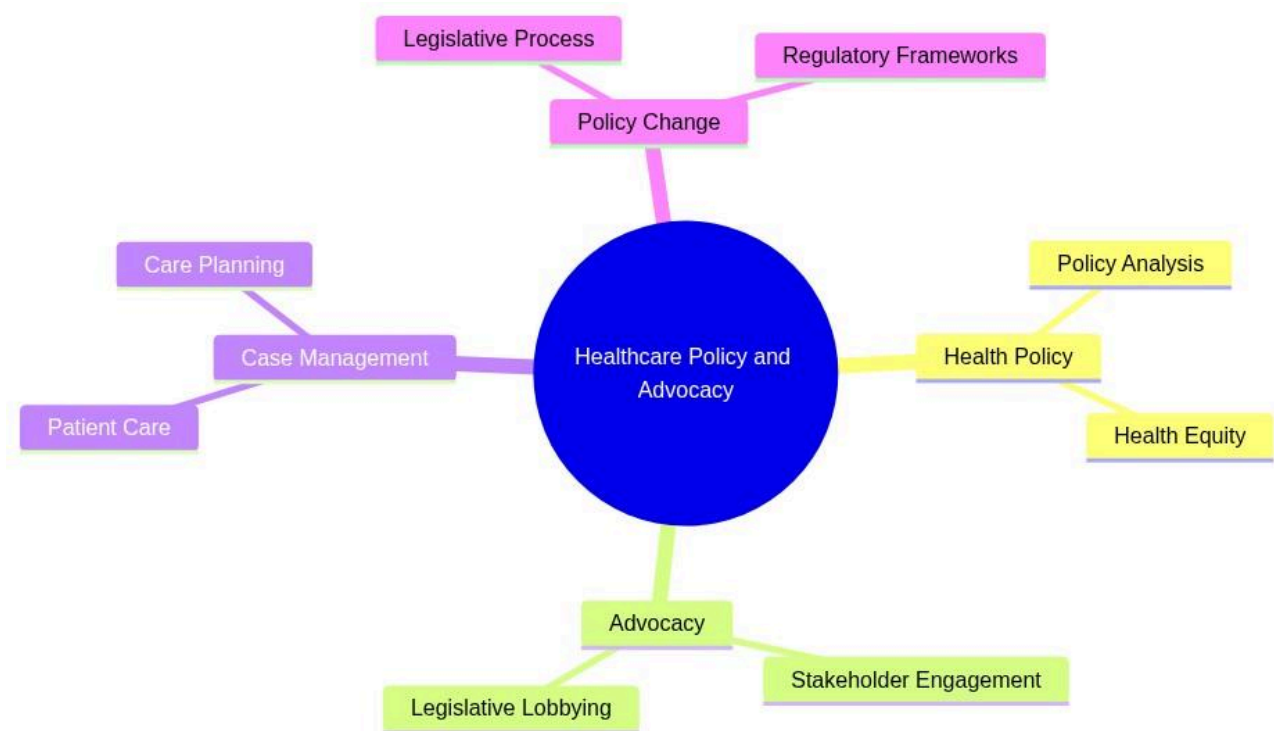 Legislative Process
Regulatory Frameworks
Policy Change
Care Planning
Case Management
Patient Care
Healthcare Policy and
Advocacy
Policy Analysis
Health Policy
Health Equity
Advocacy
Legislative Lobbying
Stakeholder Engagement